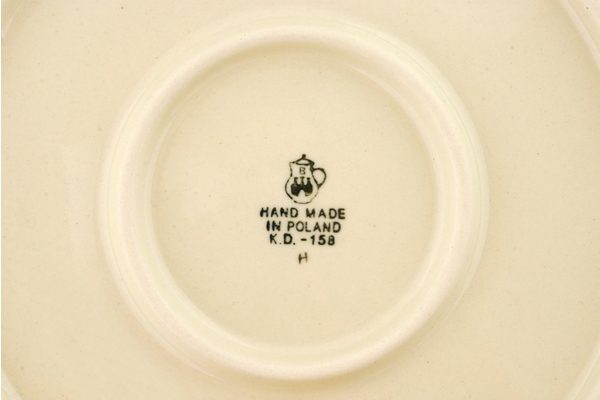 B
HAND MADE
IN POLAND
K.D. - 158
H